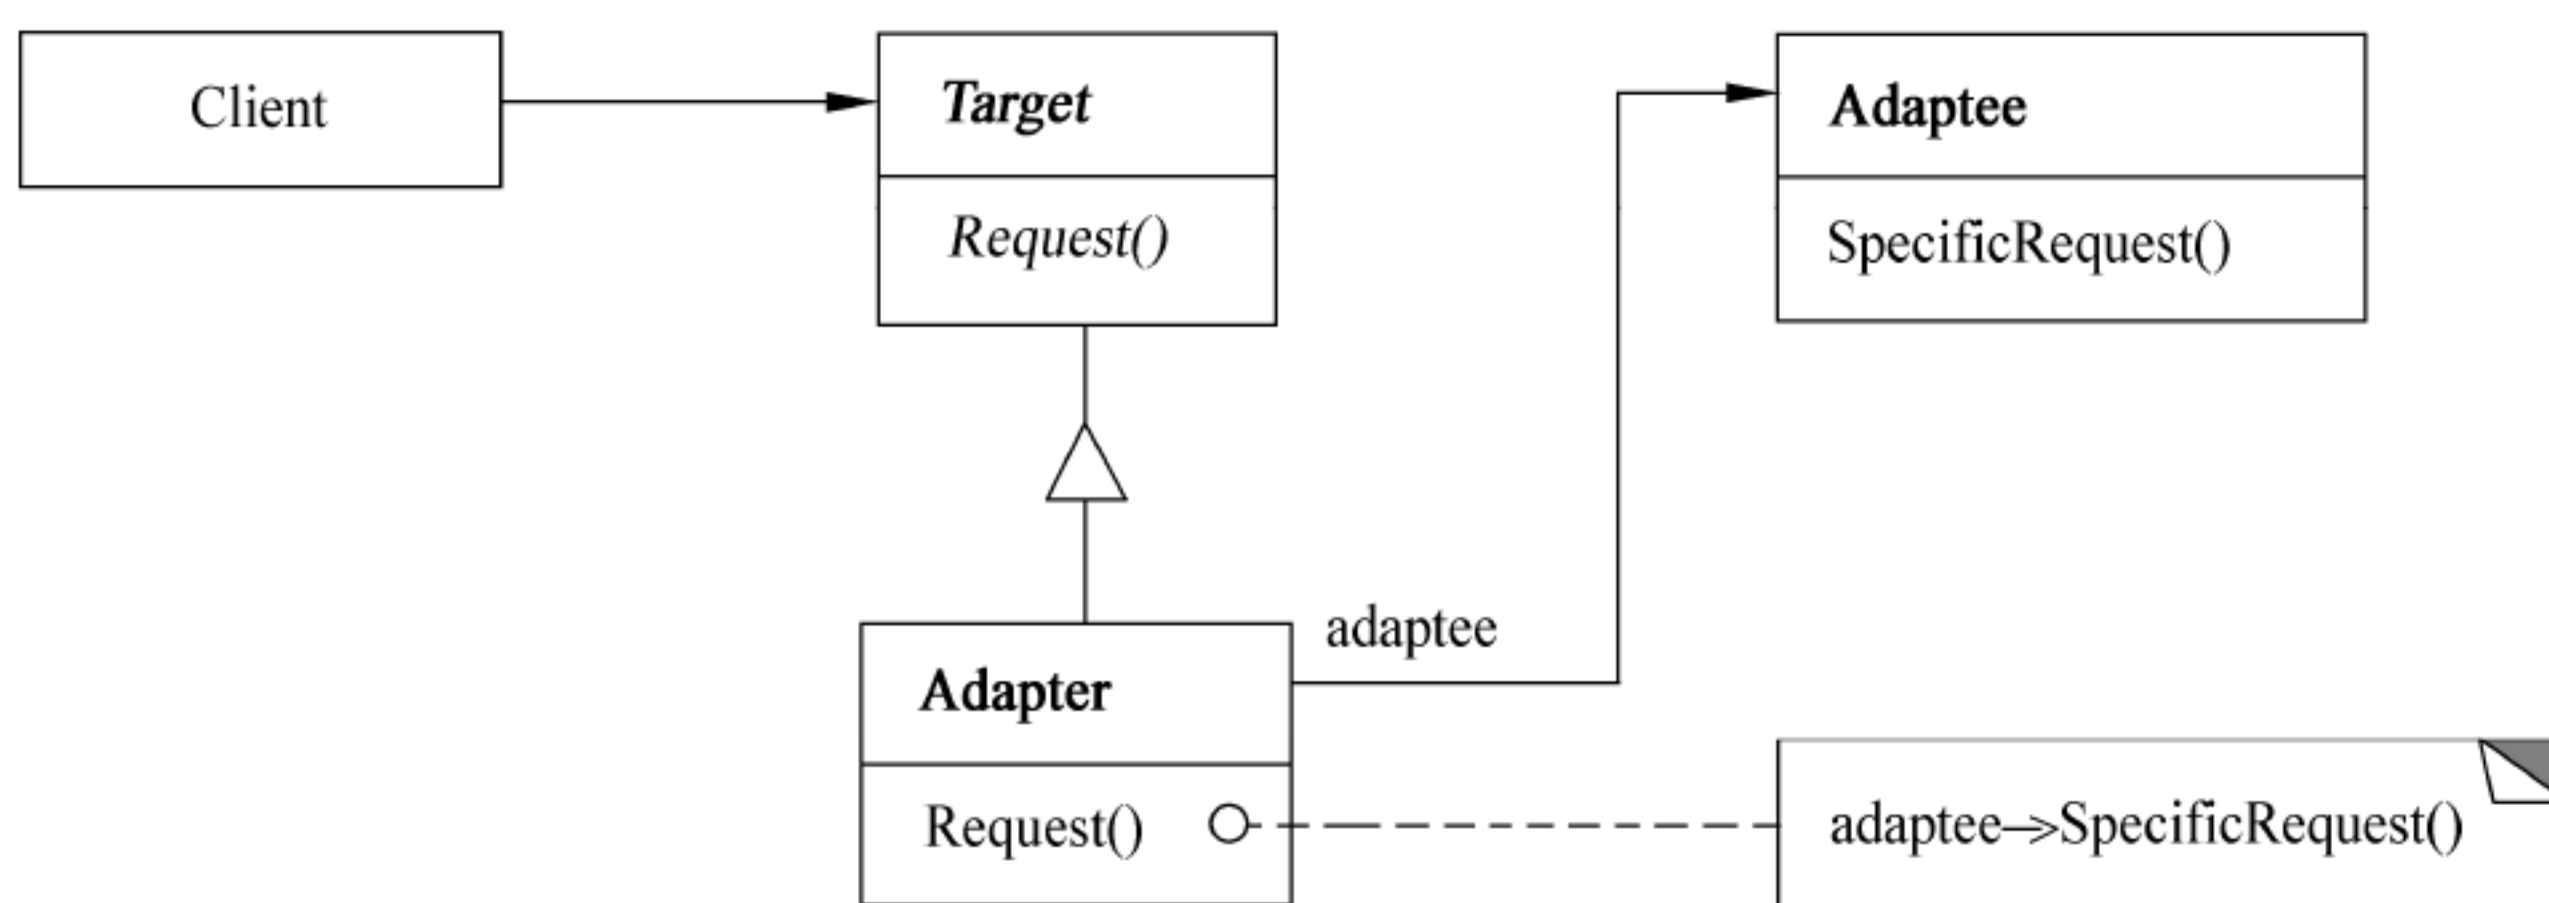 Client
Target
Request()
Adaptee
SpecificRequest()
adaptee
Adapter
Request()
adaptee->SpecificRequest()